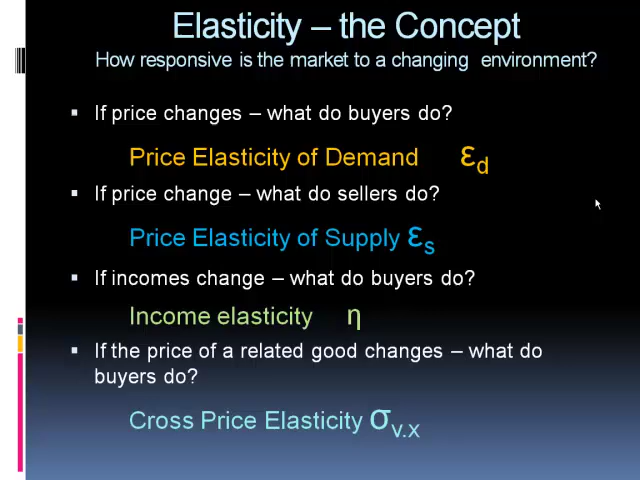 Elasticity – the Concept
How responsive is the market to a changing environment?
▪ If price changes – what do buyers do?
Price Elasticity of Demand εd
▪ If price change – what do sellers do?
Price Elasticity of Supply εs
▪ If incomes change – what do buyers do?
Income elasticity η
▪ If the price of a related good changes – what do
buyers do?
Cross Price Elasticity σv.x